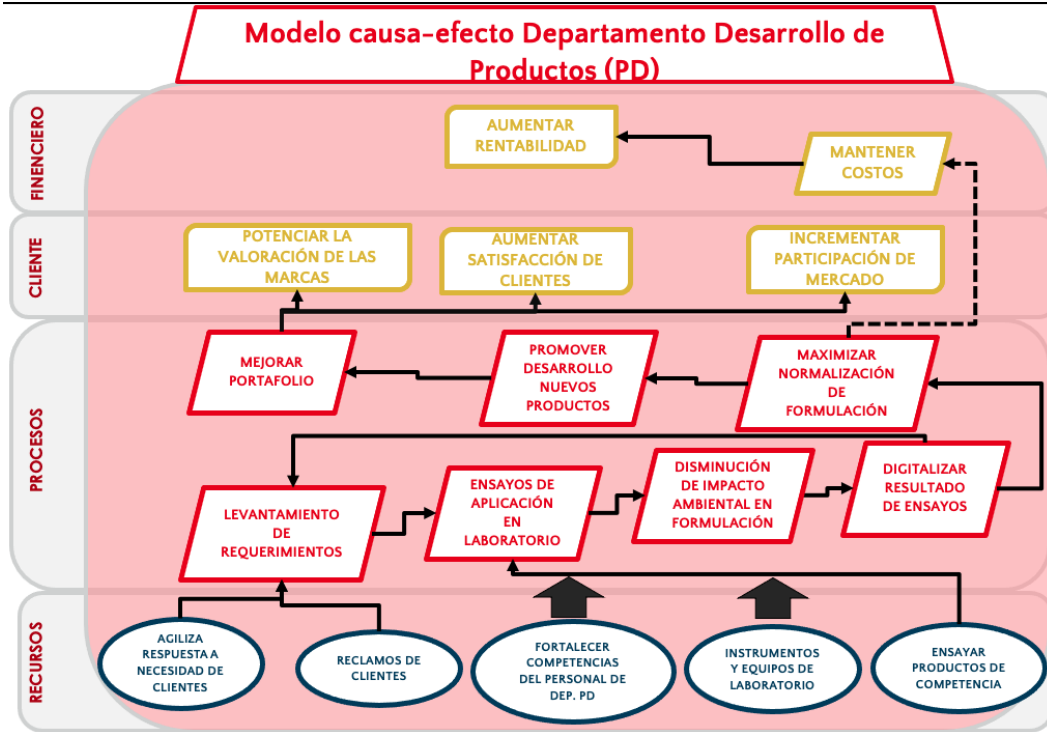 Modelo causa-efecto Departamento Desarrollo de
Productos (PD)
FINENCIERO
AUMENTAR
RENTABILIDAD
MANTENER
COSTOS
CLIENTE
POTENCIAR LA
VALORACIÓN DE LAS
MARCAS
AUMENTAR
SATISFACCIÓN DE
CLIENTES
INCREMENTAR
PARTICIPACIÓN DE
MERCADO
PROCESOS
MEJORAR
PORTAFOLIO
PROMOVER
DESARROLLO
NUEVOS
PRODUCTOS
MAXIMIZAR
NORMALIZACIÓN
DE
FORMULACIÓN
LEVANTAMIENTO
DE
REQUERIMIENTOS
ENSAYOS DE
APLICACIÓN
EN
LABORATORIO
DISMINUCIÓN
DE IMPACTO
AMBIENTAL EN
FORMULACIÓN
DIGITALIZAR
RESULTADO
DE ENSAYOS
RECURSOS
AGILIZA
RESPUESTA A
NECESIDAD DE
CLIENTES
RECLAMOS DE
CLIENTES
FORTALECER
COMPETENCIAS
DEL PERSONAL DE
DEP. PD
INSTRUMENTOS
Y EQUIPOS DE
LABORATORIO
ENSAYAR
PRODUCTOS DE
COMPETENCIA